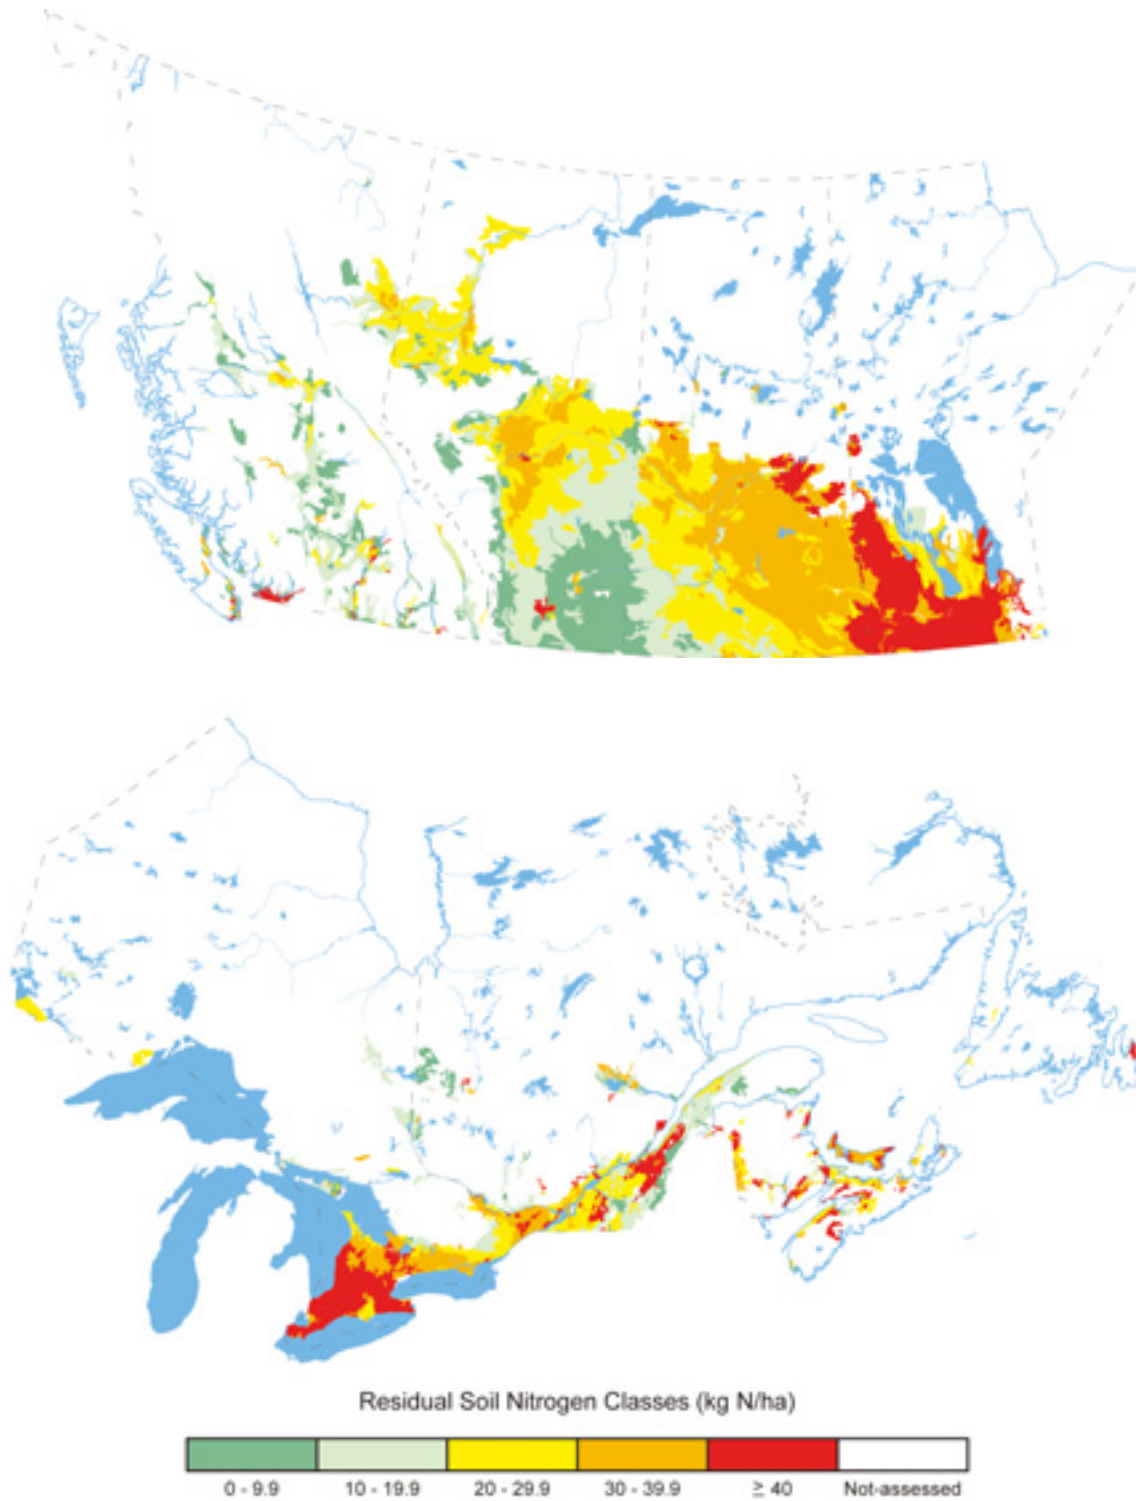 Residual Soil Nitrogen Classes (kg N/ha)
0 - 9.9 10 - 19.9 20 - 29.9 30 - 39.9 ≥ 40 Not-assessed